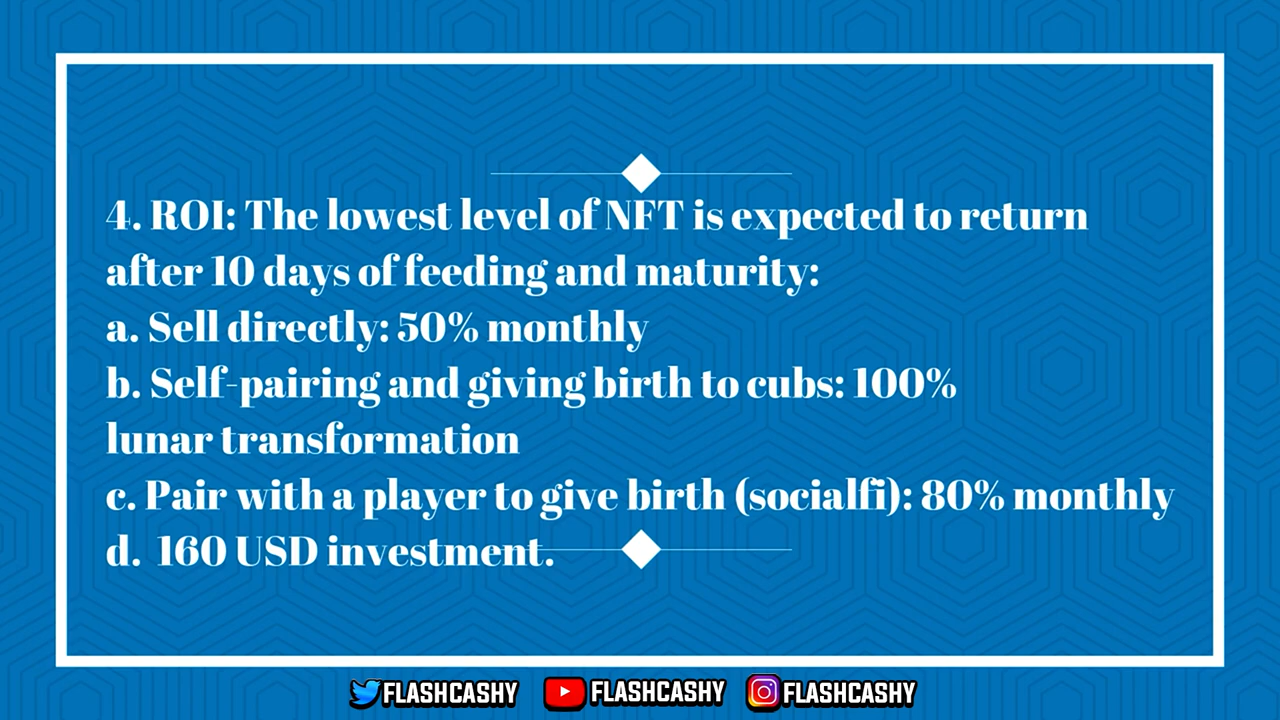 4. ROI: The lowest level of NFT is expected to return
after 10 days of feeding and maturity:
a. Sell directly: 50% monthly
b. Self-pairing and giving birth to cubs: 100%
lunar transformation
c. Pair with a player to give birth (socialfi): 80% monthly
d. 160 USD investment.
FLASHCASHY FLASHCASHY FLASHCASHY